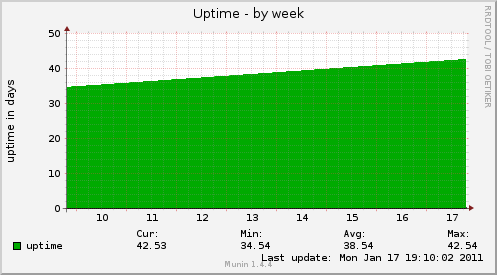 Uptime - by week
RRDTOOL / TOBI OETIKER
uptime in days
50
40
30
20
10
0
10 11 12 13 14 15 16 17
Cur: Min: Avg: Max:
uptime 42.53 34.54 38.54 42.54
Last update: Mon Jan 17 19:10:02 2011
Munin 1.4.4